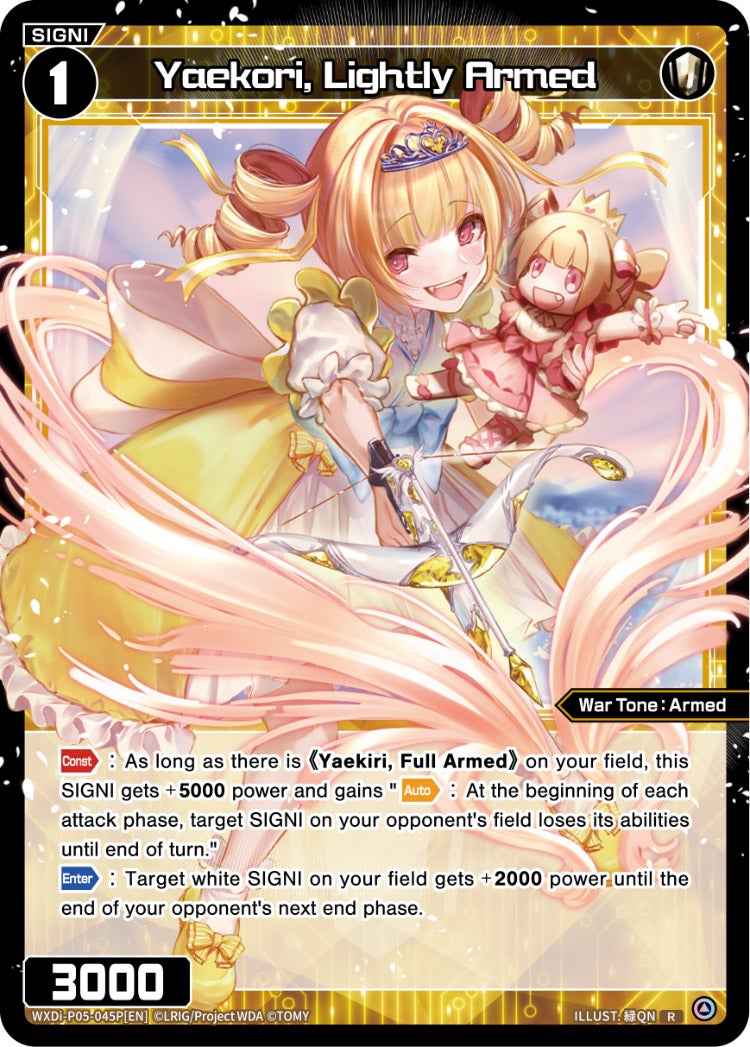 SIGNI
1
Yaekori, Lightly Armed
War Tone : Armed
Const : As long as there is 《Yaekiri, Full Armed》 on your field, this
SIGNI gets +5000 power and gains " Auto : At the beginning of each
attack phase, target SIGNI on your opponent's field loses its abilities
until end of turn."
Enter : Target white SIGNI on your field gets +2000 power until the
end of your opponent's next end phase.
3000
WXDi-P05-045P[EN] ©LRIG/Project WDA ©TOMY
ILLUST. 緑QN R